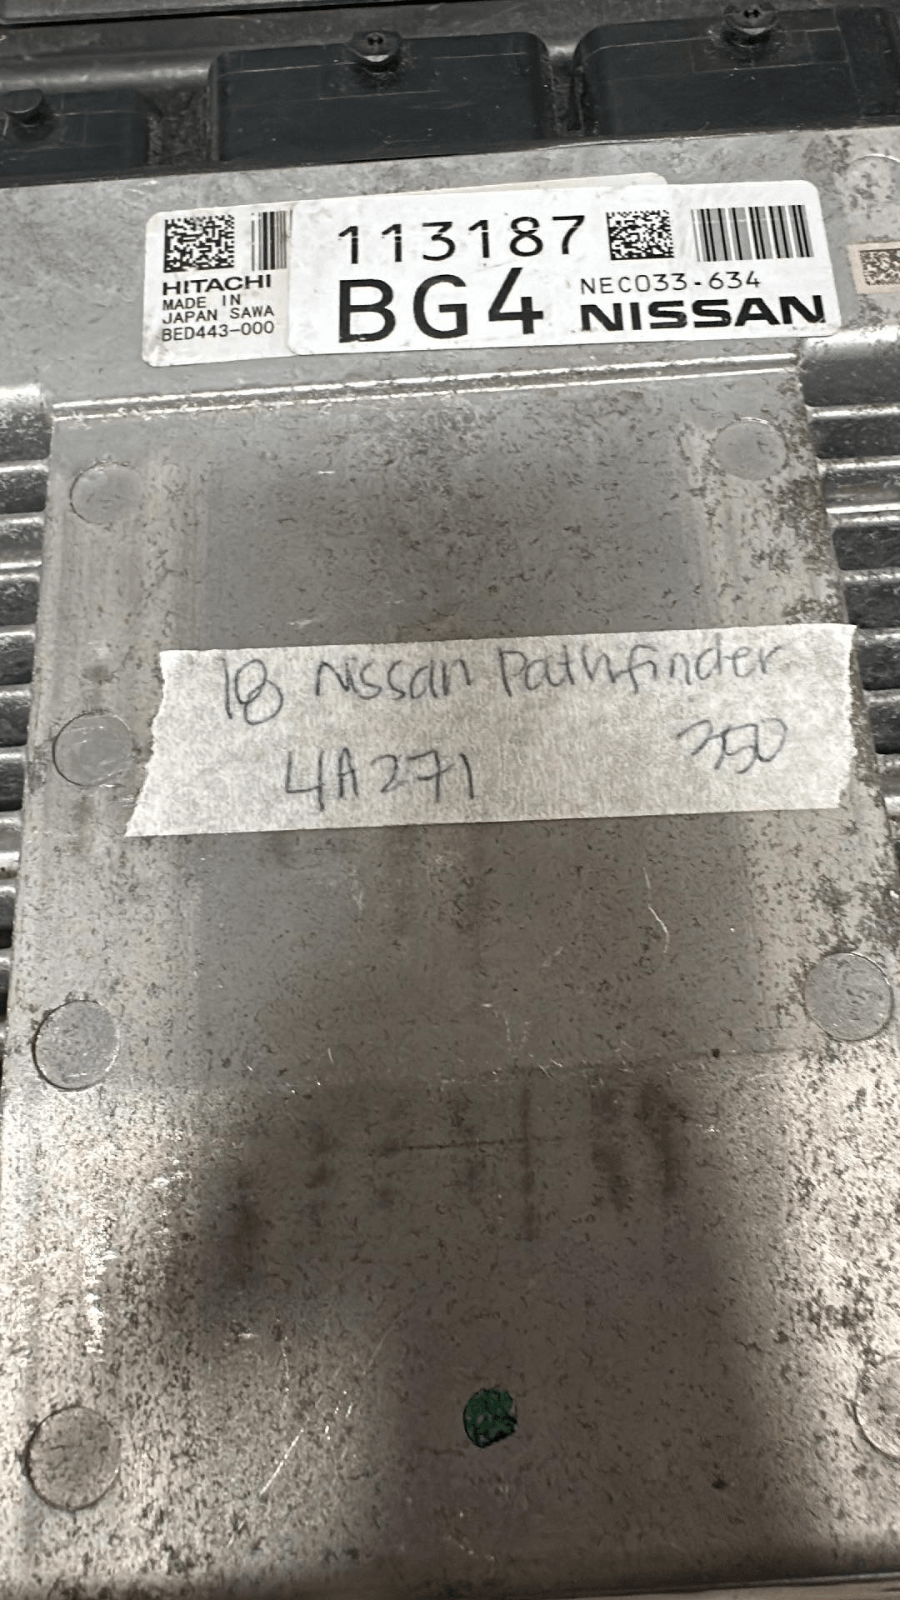 HITACHI
MADE IN
JAPAN SAWA
BED443-000
113187
BG4
NEC033-634
NISSAN
18 Nissan Pathfinder
4A271 350